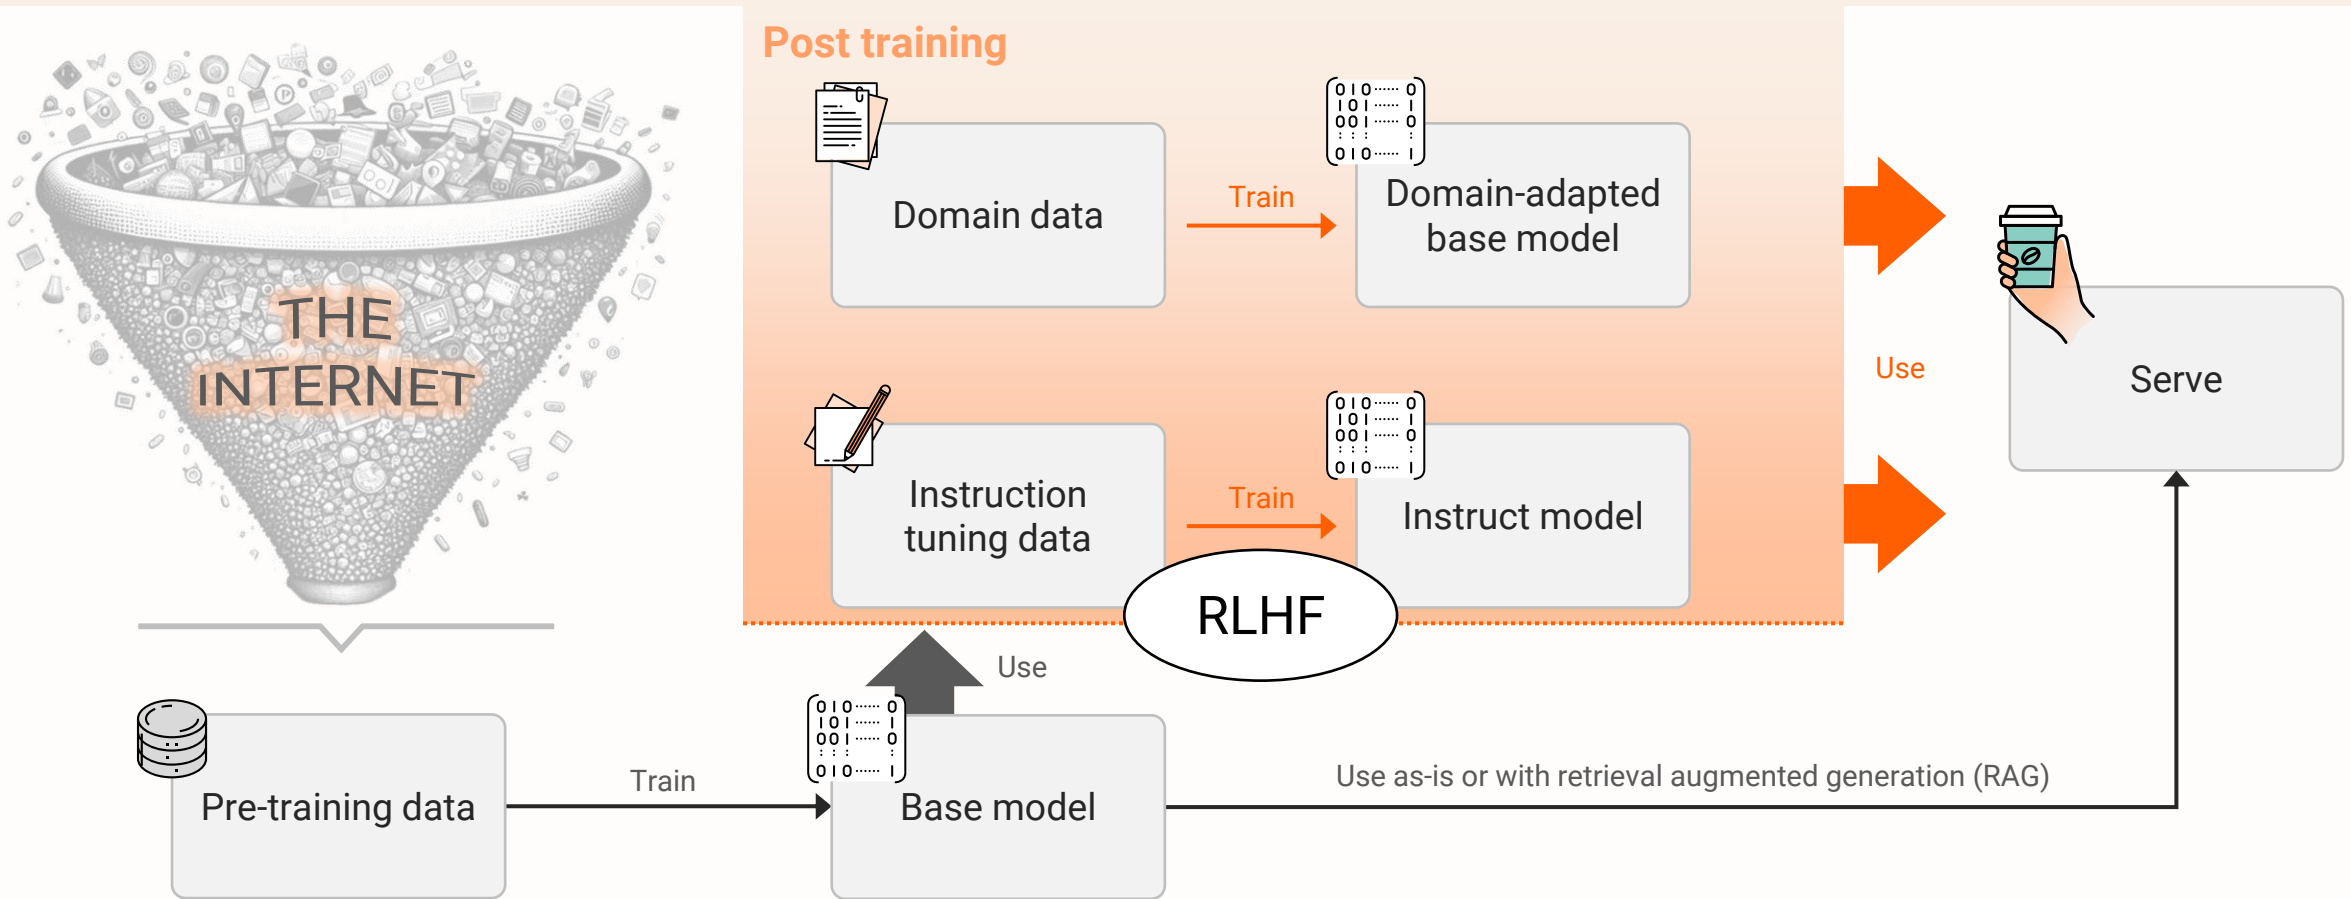 Post training
THE
INTERNET
Domain data
Train
Domain-adapted
base model
Use
Serve
Instruction
tuning data
Train
Instruct model
RLHF
Use
Pre-training data
Train
Base model
Use as-is or with retrieval augmented generation (RAG)